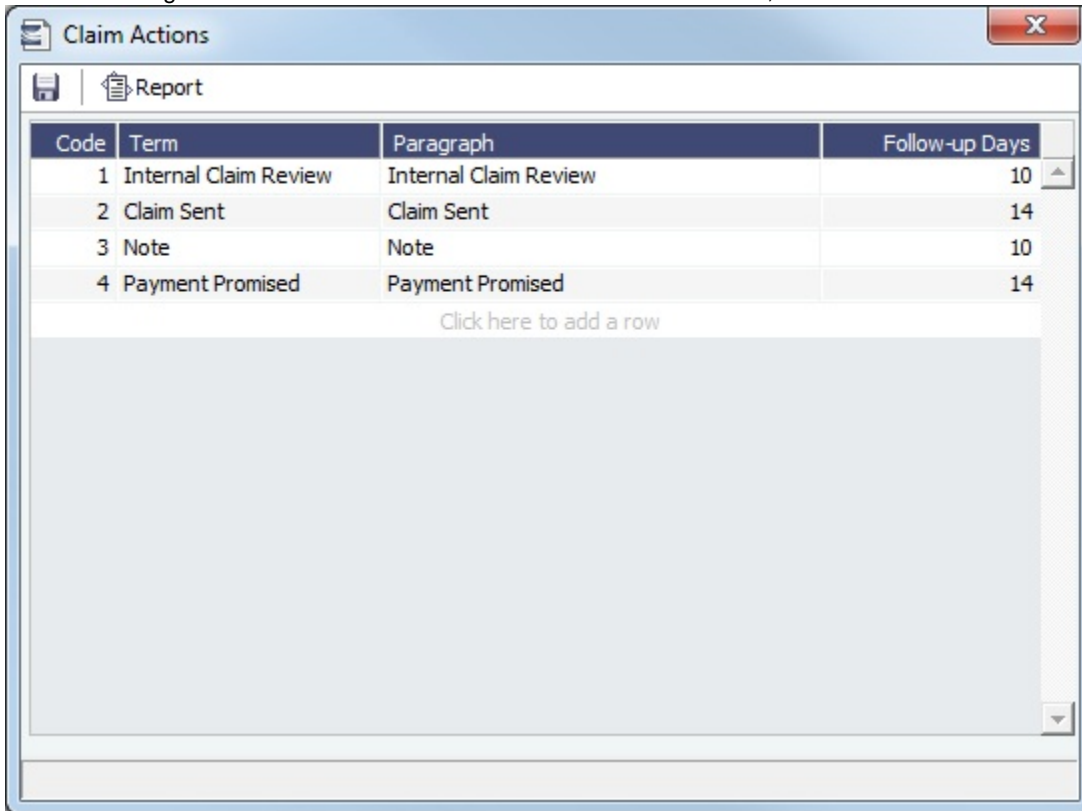 Claim Actions
Report
Code Term Paragraph Follow-up Days
1 Internal Claim Review Internal Claim Review 10
2 Claim Sent Claim Sent 14
3 Note Note 10
4 Payment Promised Payment Promised 14
Click here to add a row